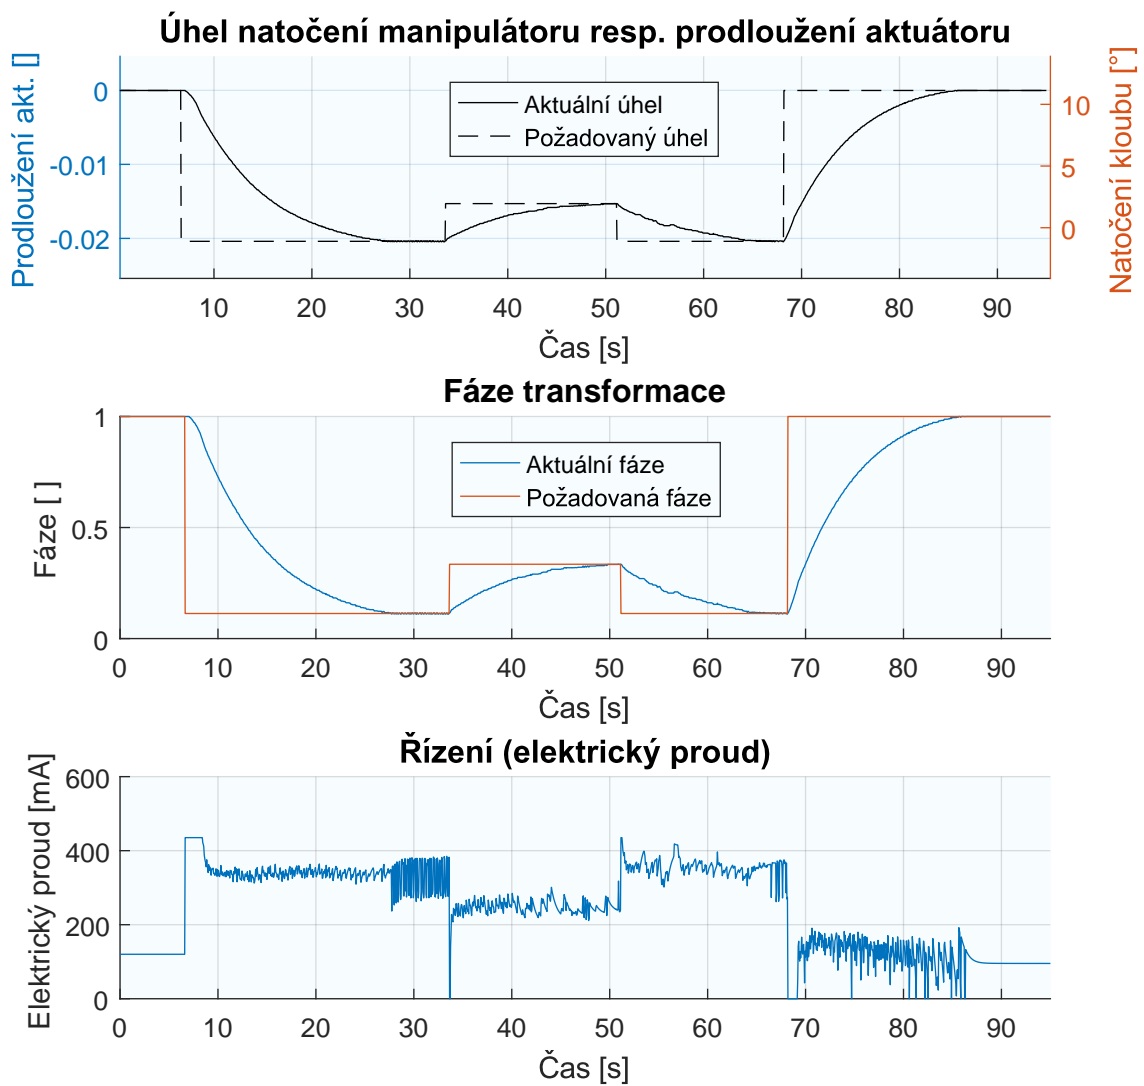 Úhel natočení manipulátoru resp. prodloužení aktuátoru
Prodloužení akt. []
0
-0.01
-0.02
Aktuální úhel
Požadovaný úhel
10
5
0
Natočení kloubu [°]
10 20 30 40 50 60 70 80 90
Čas [s]
Fáze transformace
Fáze [ ]
1
0.5
0
Aktuální fáze
Požadovaná fáze
0 10 20 30 40 50 60 70 80 90
Čas [s]
Řízení (elektrický proud)
Elektrický proud [mA]
600
400
200
0
0 10 20 30 40 50 60 70 80 90
Čas [s]